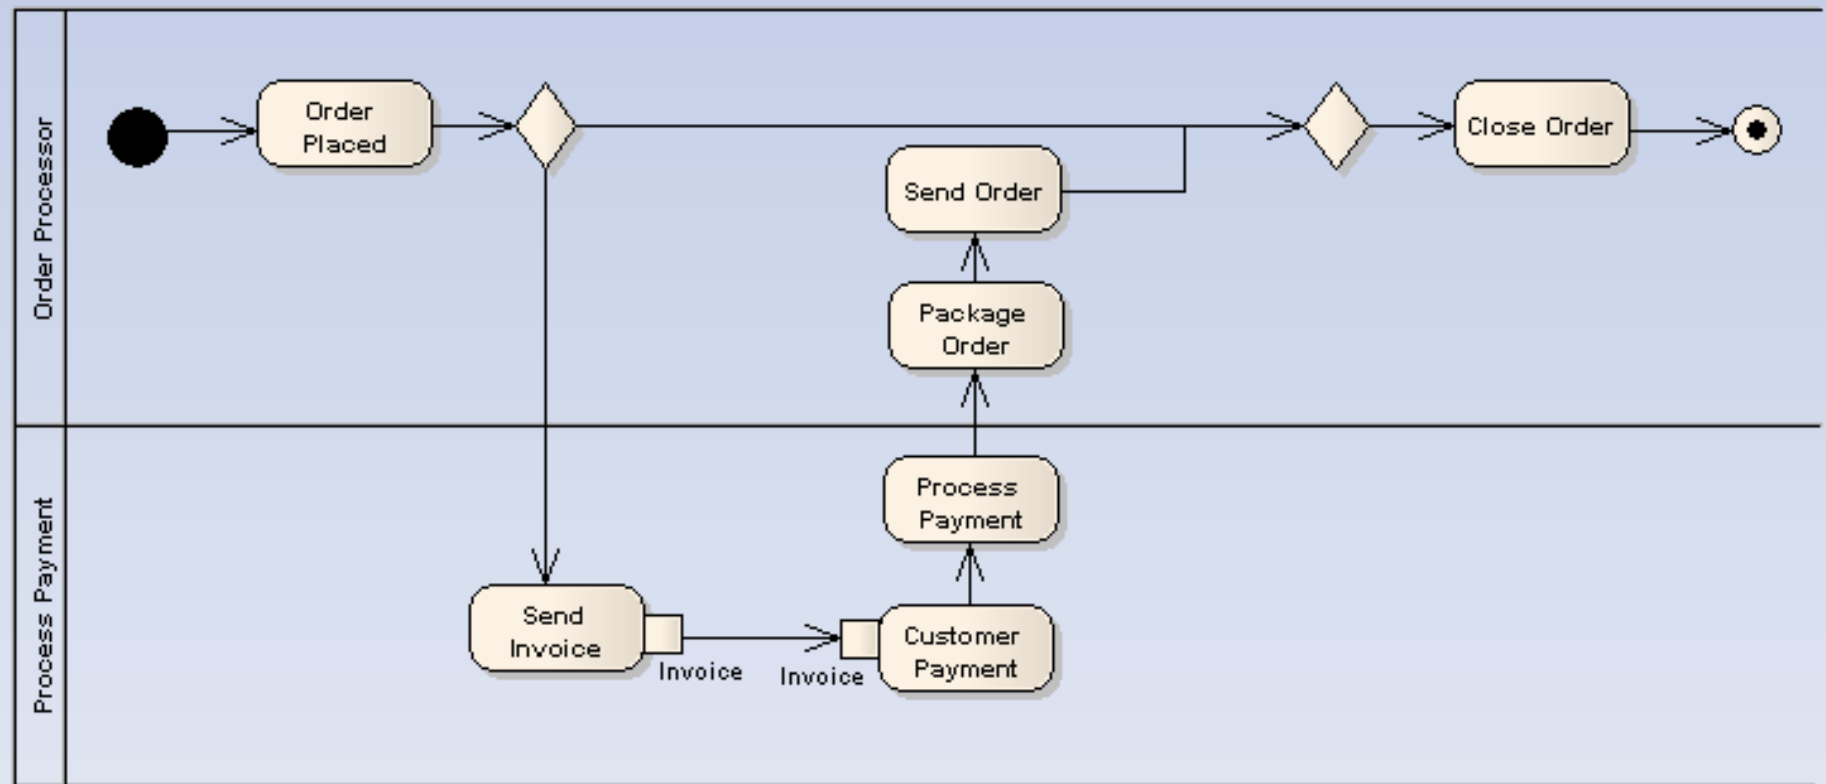 Order Processor
Order
Placed
Close Order
Send Order
Package
Order
Process Payment
Process
Payment
Send
Invoice
Invoice
Invoice
Customer
Payment